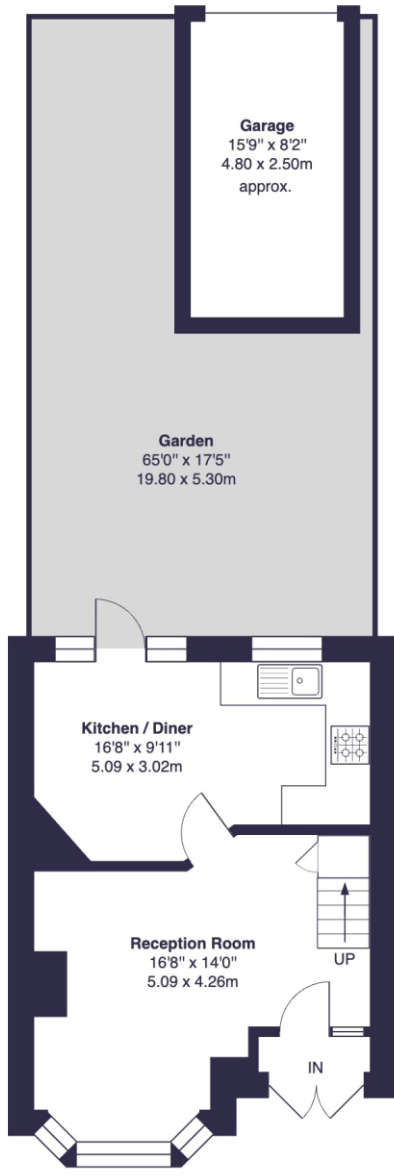 Garage
15'9" x 8'2"
4.80 x 2.50m
approx.
Garden
65'0" x 17'5"
19.80 x 5.30m
Kitchen / Diner
16'8" x 9'11"
5.09 x 3.02m
Reception Room
16'8" x 14'0"
5.09 x 4.26m
UP
IN